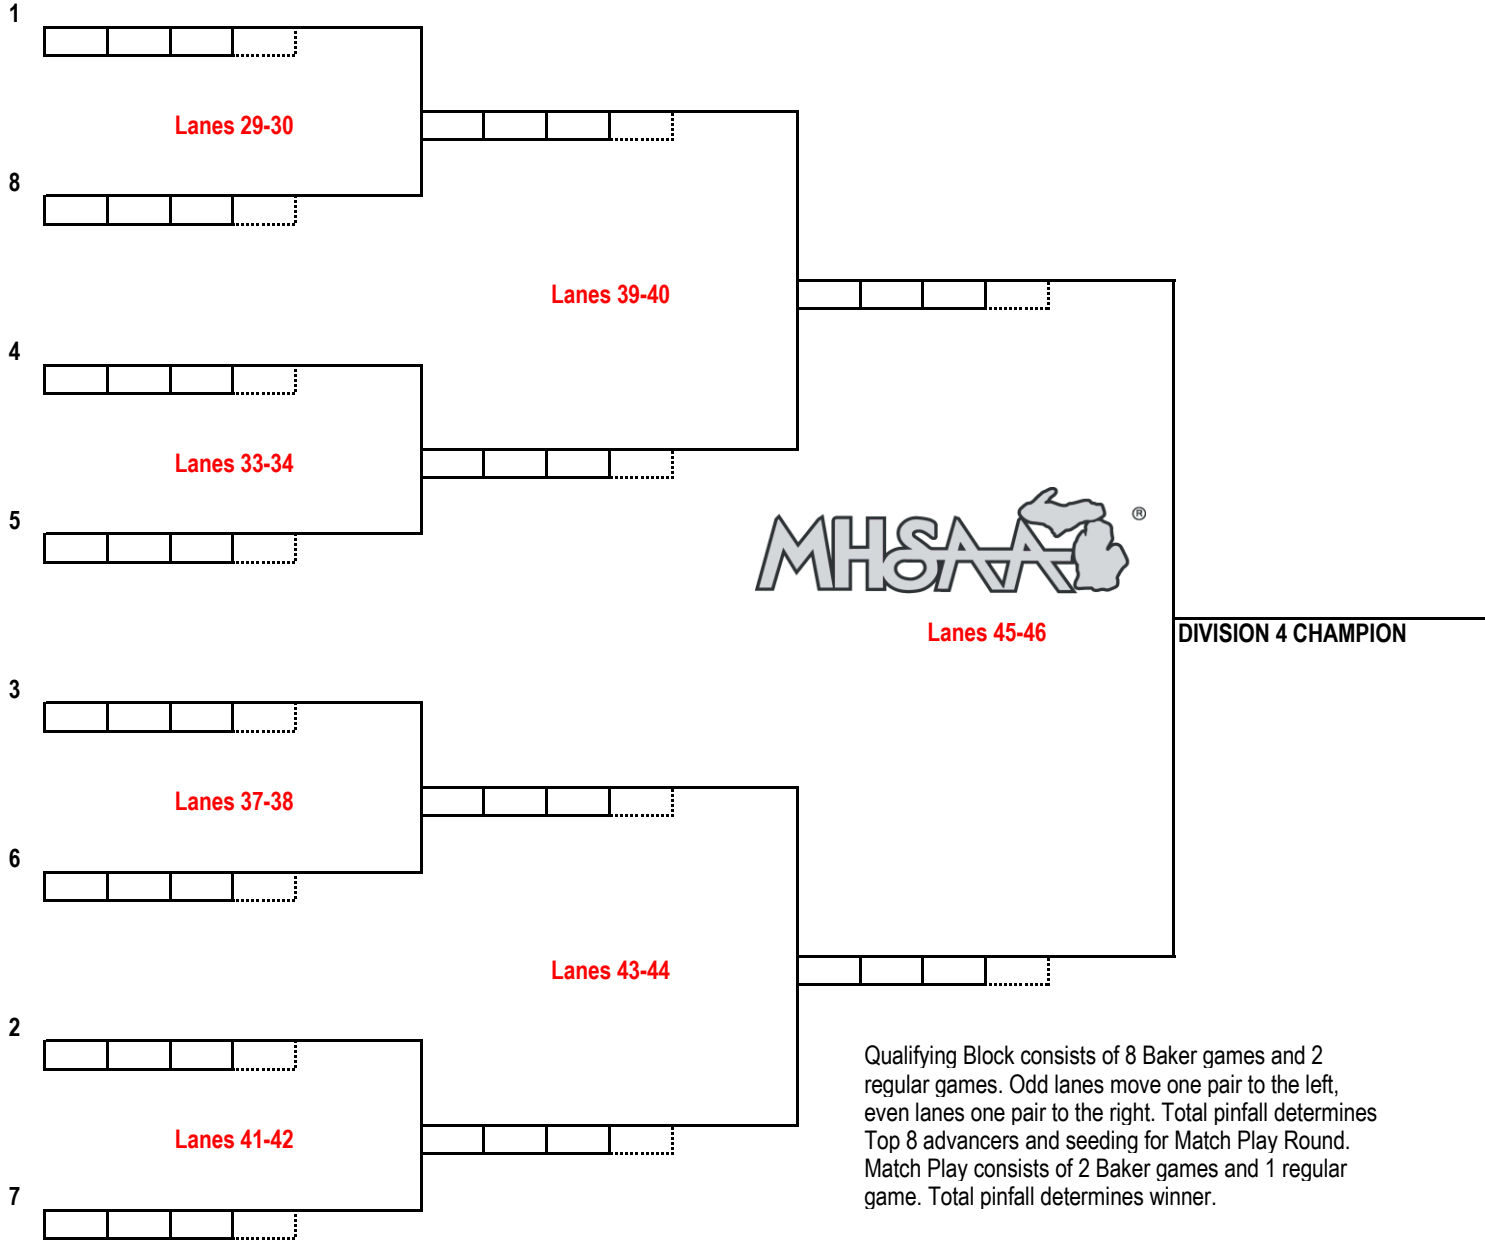 1
Lanes 29-30
8
Lanes 39-40
4
Lanes 33-34
5
MHSAA ®
Lanes 45-46
DIVISION 4 CHAMPION
3
Lanes 37-38
6
Lanes 43-44
2
Lanes 41-42
7
Qualifying Block consists of 8 Baker games and 2
regular games. Odd lanes move one pair to the left,
even lanes one pair to the right. Total pinfall determines
Top 8 advancers and seeding for Match Play Round.
Match Play consists of 2 Baker games and 1 regular
game. Total pinfall determines winner.